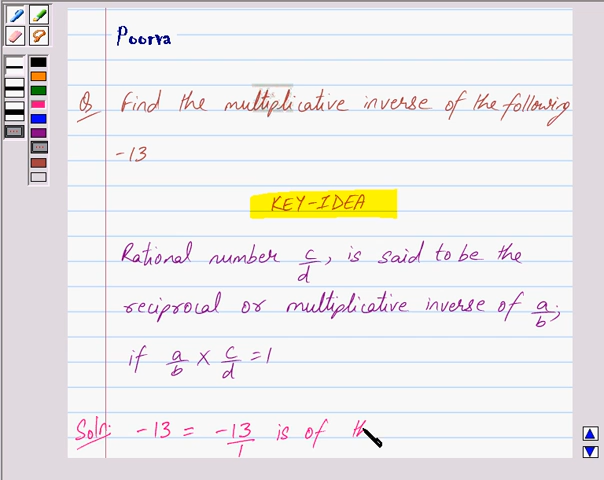 Poorva
Q Find the multiplicative inverse of the following
-13
KEY-IDEA
Rational number c/d, is said to be the
reciprocal or multiplicative inverse of a/b,
if a/b × c/d = 1
Soln: -13 = -13/1 is of th